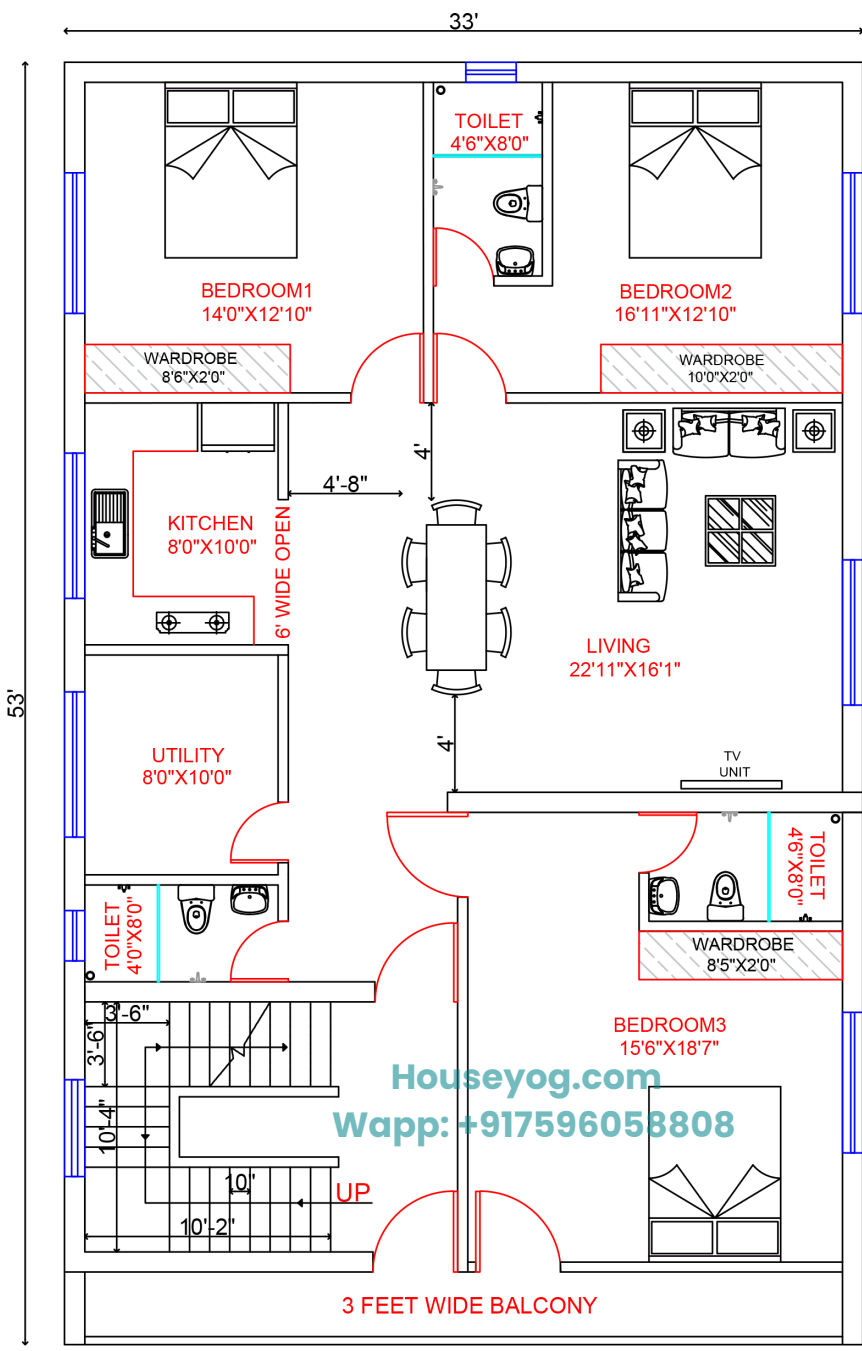 33'
TOILET
4'6"X8'0"
BEDROOM1
14'0"X12'10"
BEDROOM2
16'11"X12'10"
WARDROBE
8'6"X2'0"
WARDROBE
10'0"X2'0"
4'
4'-8"
KITCHEN
8'0"X10'0"
6' WIDE OPEN
LIVING
22'11"X16'1"
53'
UTILITY
8'0"X10'0"
4'
TV
UNIT
TOILET
4'6"X8'0"
TOILET
4'0"X8'0"
WARDROBE
8'5"X2'0"
3'-6"
3'-6"
BEDROOM3
15'6"X18'7"
Houseyog.com
Wapp: +917596058808
10'-4"
10"
UP
10'-2"
3 FEET WIDE BALCONY